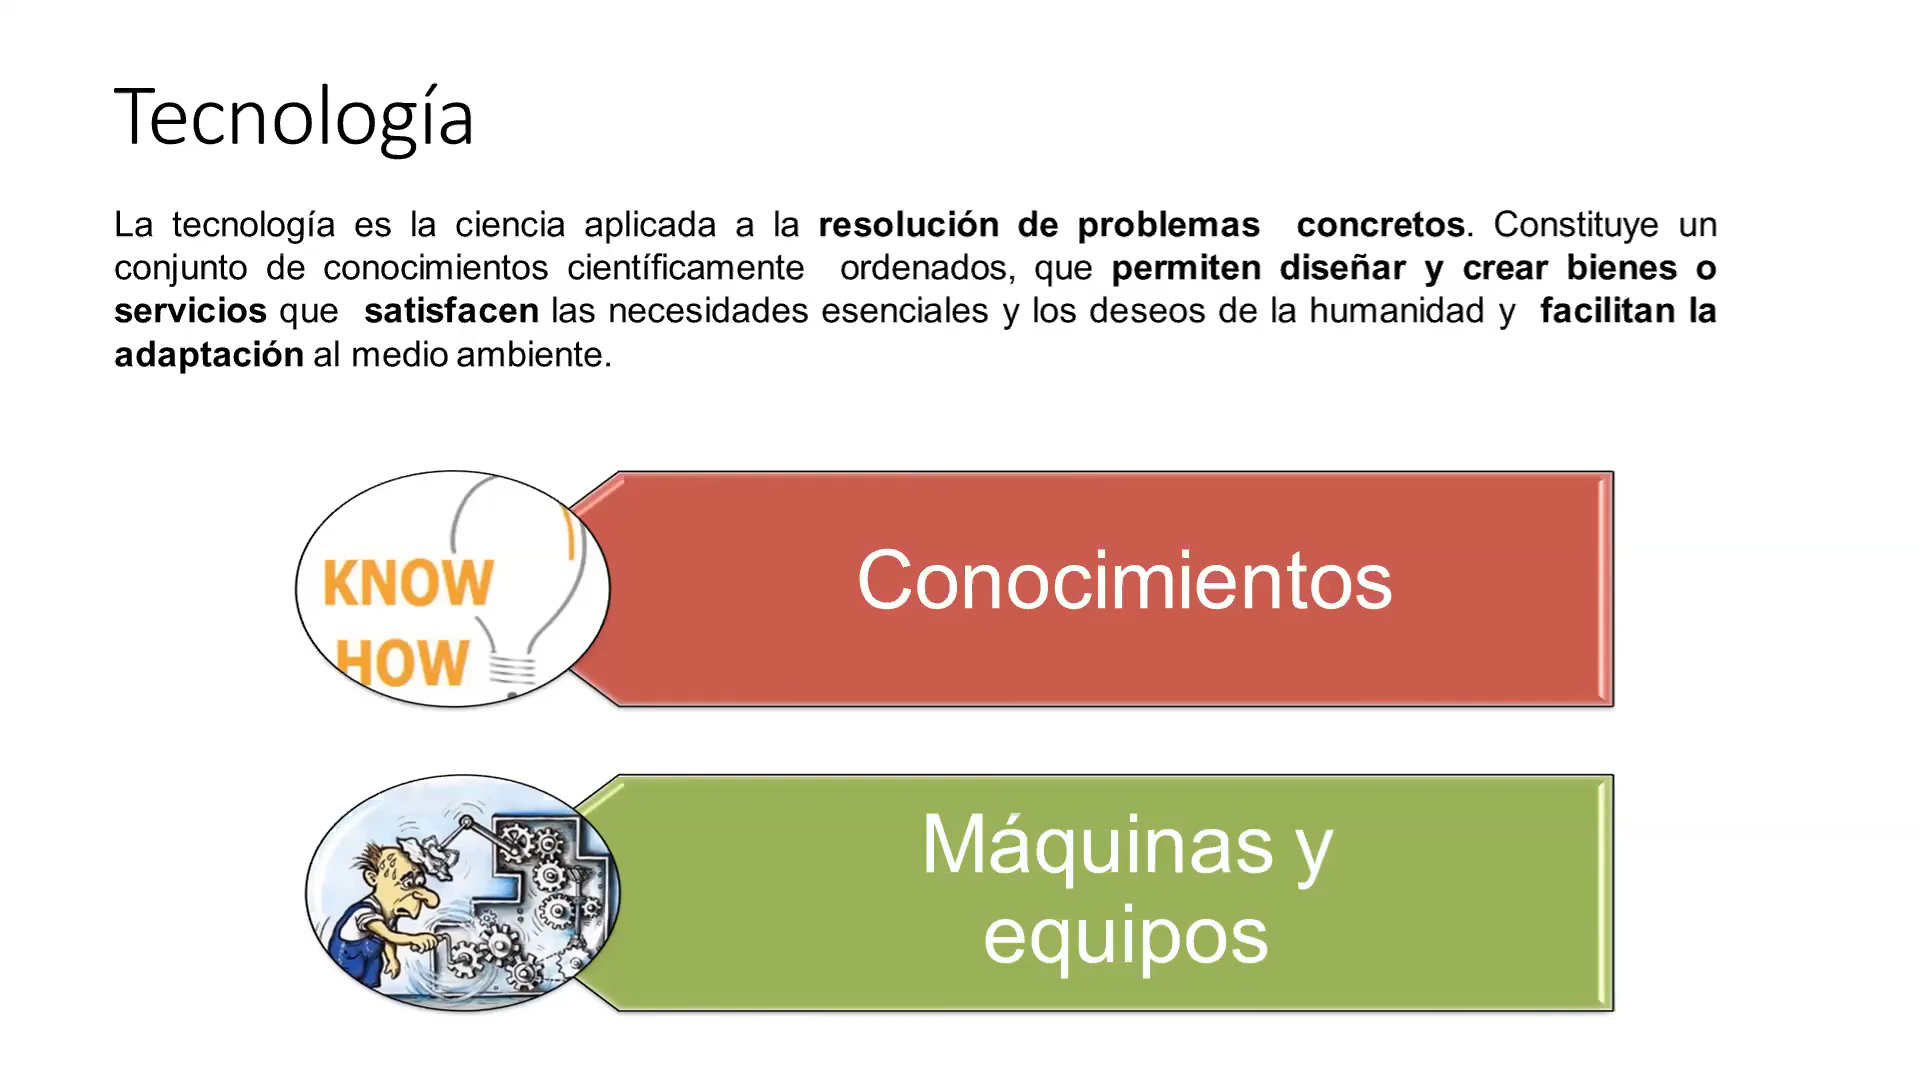 Tecnología
La tecnología es la ciencia aplicada a la resolución de problemas concretos. Constituye un
conjunto de conocimientos científicamente ordenados, que permiten diseñar y crear bienes o
servicios que satisfacen las necesidades esenciales y los deseos de la humanidad y facilitan la
adaptación al medio ambiente.
KNOW
HOW
Conocimientos
Máquinas y
equipos